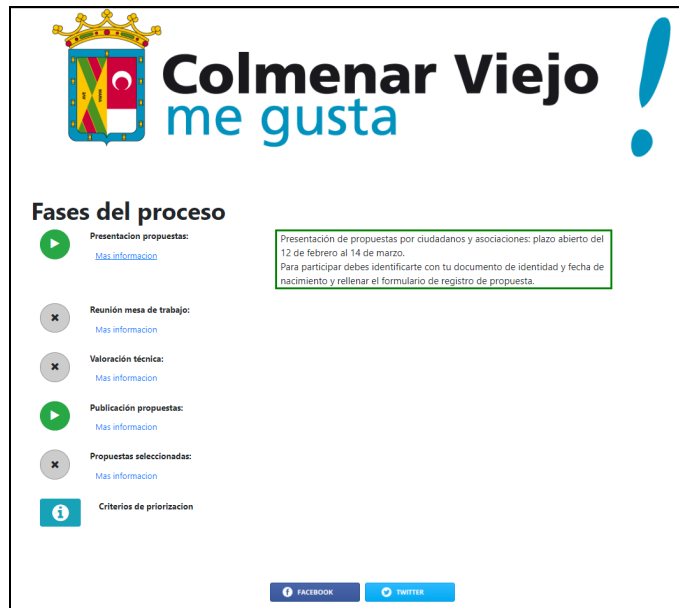 Colmenar Viejo
me gusta
!
Fases del proceso
Presentacion propuestas:
Mas informacion
Presentación de propuestas por ciudadanos y asociaciones: plazo abierto del
12 de febrero al 14 de marzo.
Para participar debes identificarte con tu documento de identidad y fecha de
nacimiento y rellenar el formulario de registro de propuesta.
Reunión mesa de trabajo:
Mas informacion
Valoración técnica:
Mas informacion
Publicación propuestas:
Mas informacion
Propuestas seleccionadas:
Mas informacion
Criterios de priorizacion
FACEBOOK
TWITTER